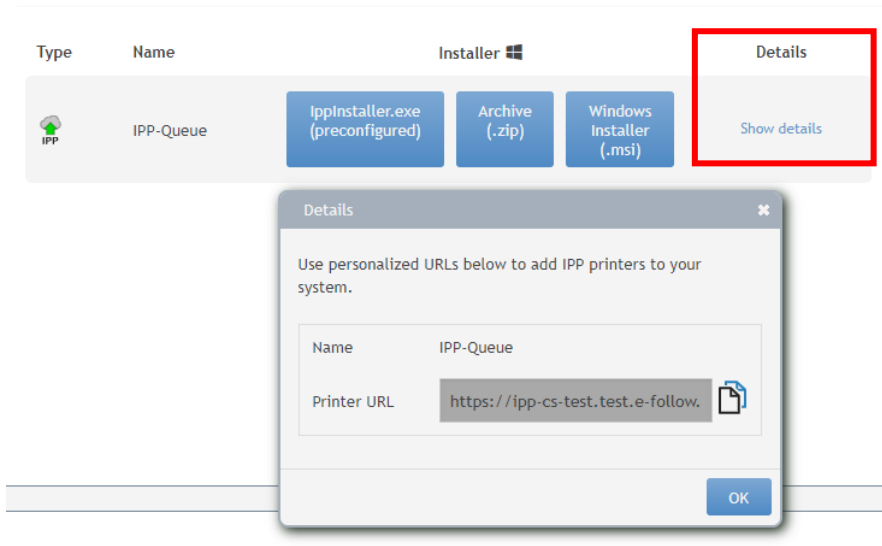 Type Name Installer Details
IPP
IPP-Queue
IppInstaller.exe
(preconfigured)
Archive
(.zip)
Windows
Installer
(.msi)
Show details
Details
Use personalized URLs below to add IPP printers to your
system.
Name IPP-Queue
Printer URL https://ipp-cs-test.test.e-follow.
OK